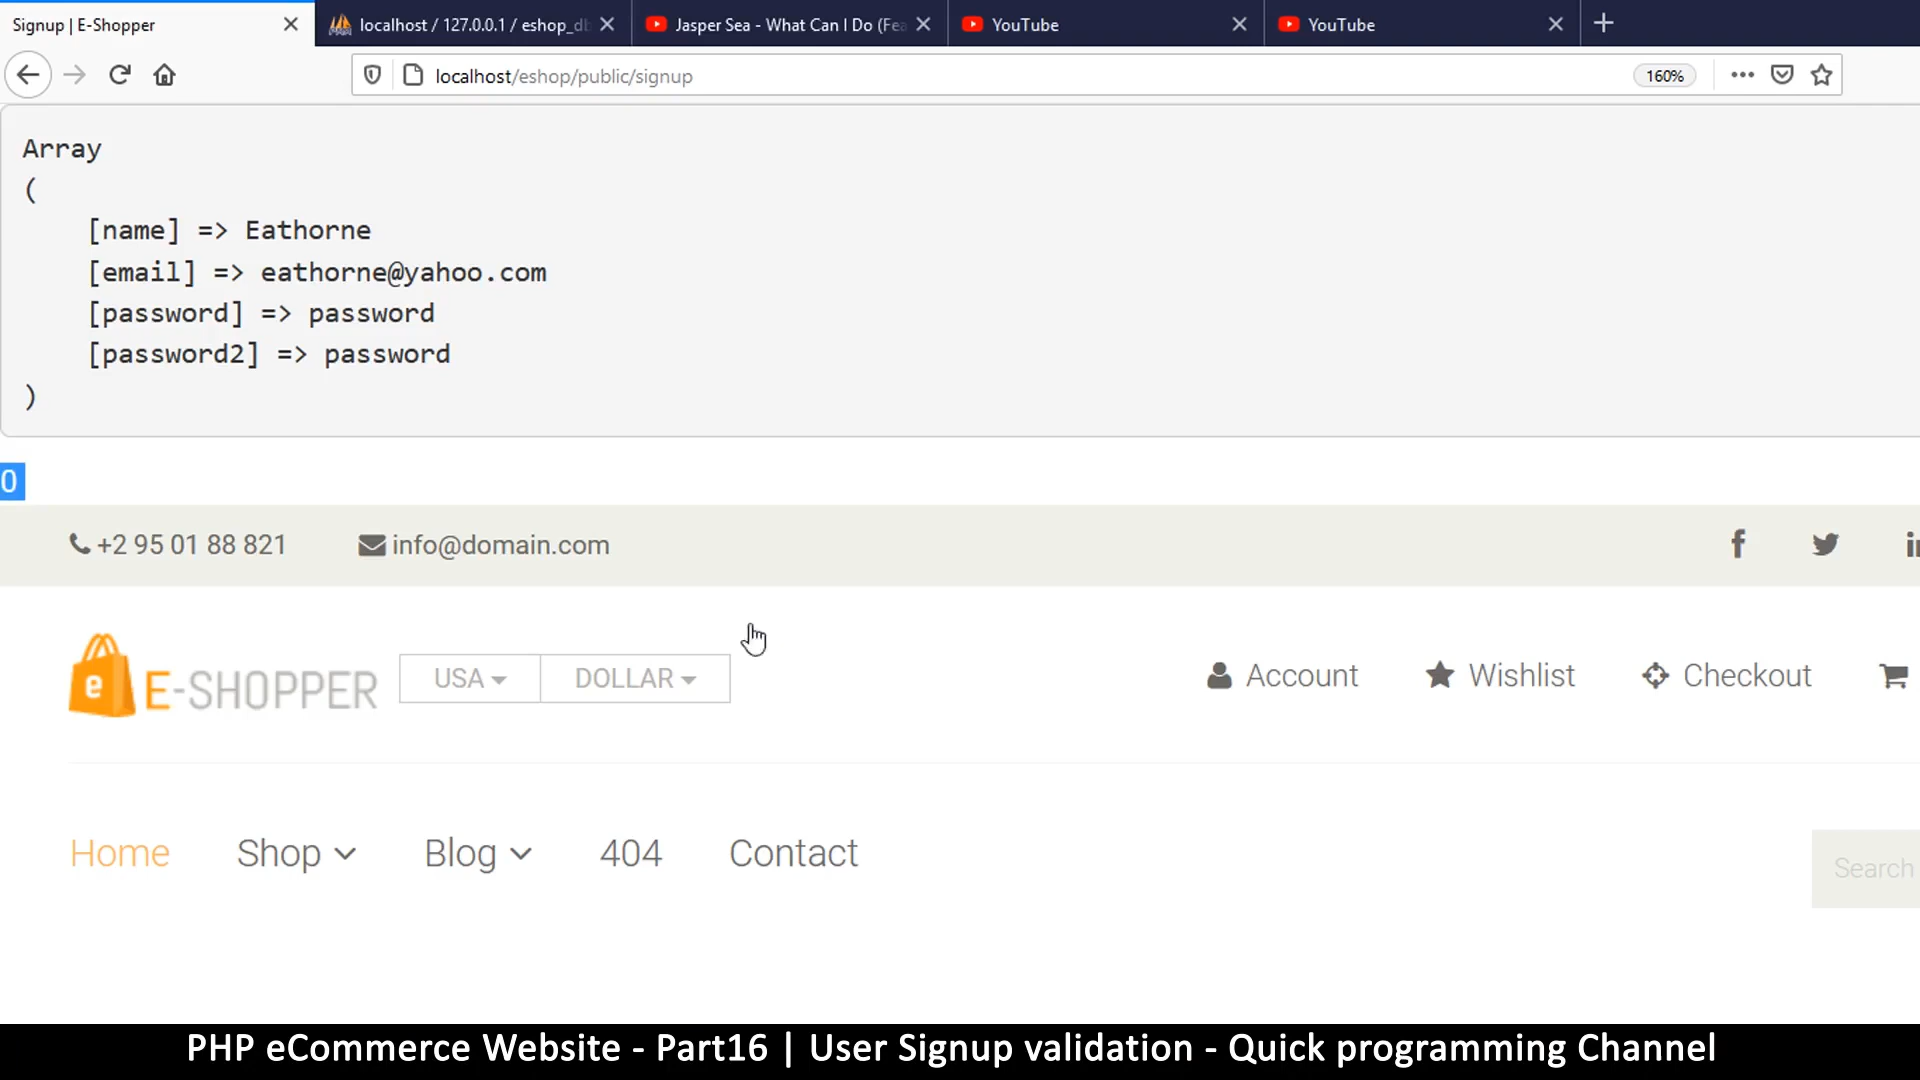 Signup | E-Shopper
localhost / 127.0.0.1 / eshop_db
Jasper Sea - What Can I Do (Fea
YouTube
YouTube
localhost/eshop/public/signup
160%
Array
(
[name] => Eathorne
[email] => eathorne@yahoo.com
[password] => password
[password2] => password
)
0
+2 95 01 88 821
info@domain.com
e E-SHOPPER
USA
DOLLAR
Account
Wishlist
Checkout
Home
Shop
Blog
404
Contact
Search
PHP eCommerce Website - Part16 | User Signup validation - Quick programming Channel